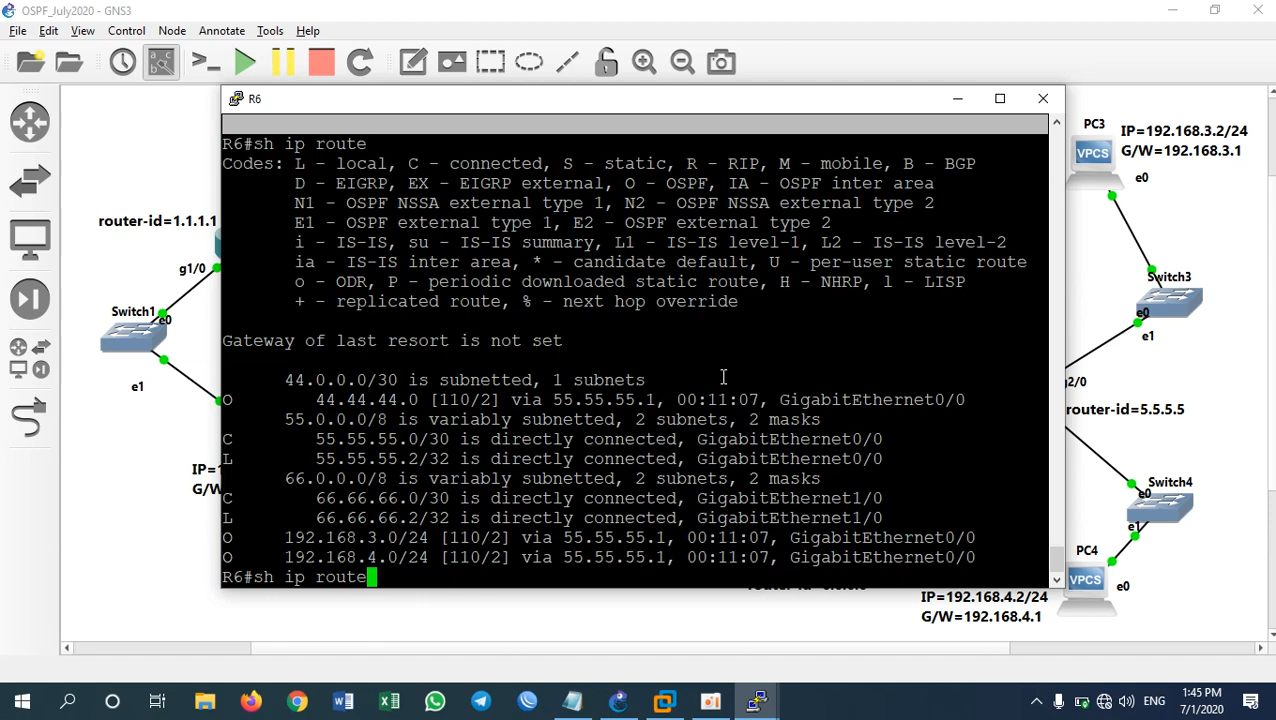 OSPF_July2020 - GNS3
File Edit View Control Node Annotate Tools Help
R6
R6#sh ip route
Codes: L - local, C - connected, S - static, R - RIP, M - mobile, B - BGP
D - EIGRP, EX - EIGRP external, O - OSPF, IA - OSPF inter area
N1 - OSPF NSSA external type 1, N2 - OSPF NSSA external type 2
E1 - OSPF external type 1, E2 - OSPF external type 2
i - IS-IS, su - IS-IS summary, L1 - IS-IS level-1, L2 - IS-IS level-2
ia - IS-IS inter area, * - candidate default, U - per-user static route
o - ODR, P - periodic downloaded static route, H - NHRP, l - LISP
+ - replicated route, % - next hop override
Gateway of last resort is not set
44.0.0.0/30 is subnetted, 1 subnets
O 44.44.44.0 [110/2] via 55.55.55.1, 00:11:07, GigabitEthernet0/0
55.0.0.0/8 is variably subnetted, 2 subnets, 2 masks
C 55.55.55.0/30 is directly connected, GigabitEthernet0/0
L 55.55.55.2/32 is directly connected, GigabitEthernet0/0
66.0.0.0/8 is variably subnetted, 2 subnets, 2 masks
C 66.66.66.0/30 is directly connected, GigabitEthernet1/0
L 66.66.66.2/32 is directly connected, GigabitEthernet1/0
O 192.168.3.0/24 [110/2] via 55.55.55.1, 00:11:07, GigabitEthernet0/0
O 192.168.4.0/24 [110/2] via 55.55.55.1, 00:11:07, GigabitEthernet0/0
R6#sh ip route
router-id=1.1.1.1
g1/0
Switch1
e0
e1
IP=1
G/W=
PC3
IP=192.168.3.2/24
G/W=192.168.3.1
VPCS
e0
Switch3
e0
e1
g2/0
router-id=5.5.5.5
Switch4
e0
e1
PC4
VPCS
e0
IP=192.168.4.2/24
G/W=192.168.4.1
ENG
1:45 PM
7/1/2020